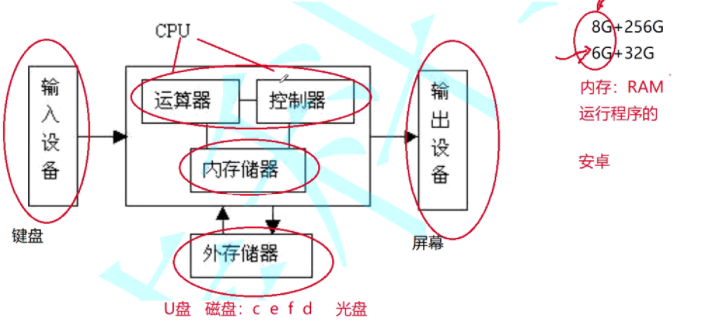 CPU
8G+256G
6G+32G
内存：RAM
运行程序的
安卓
输入设备
运算器
控制器
输出设备
内存储器
键盘
屏幕
外存储器
U盘 磁盘：c e f d 光盘